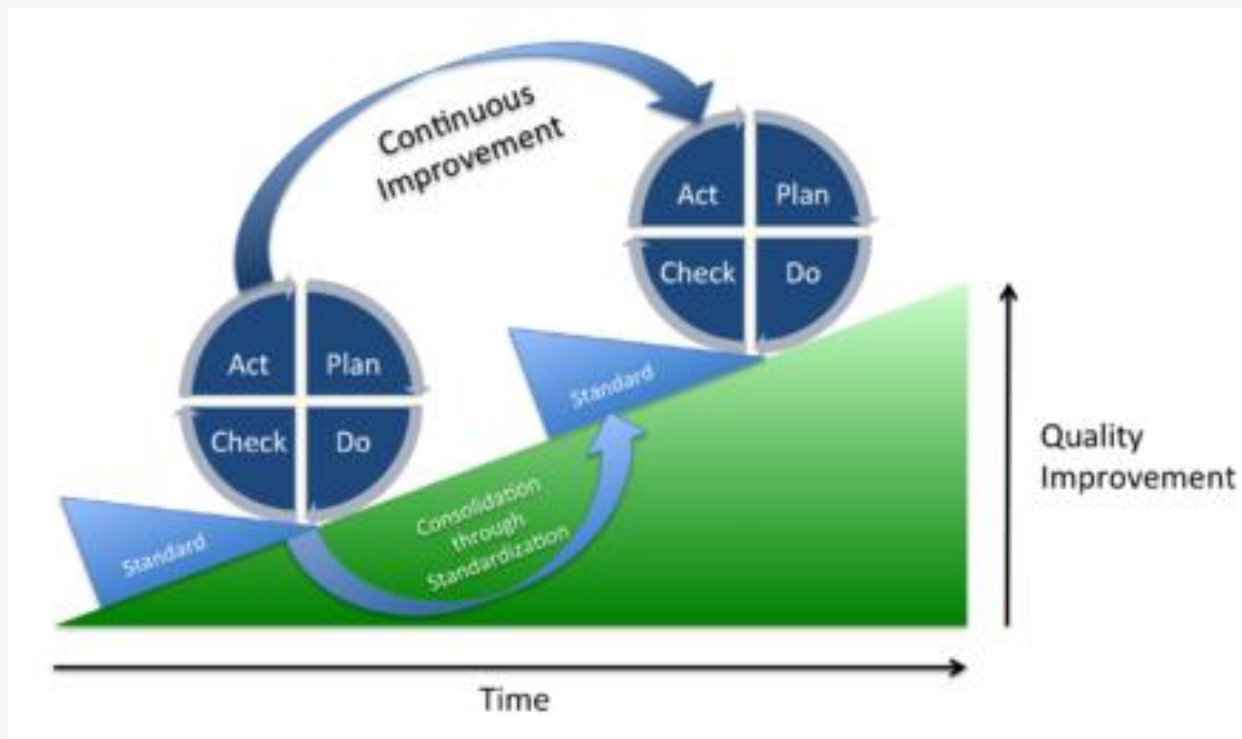 Continuous
Improvement
Act
Plan
Check
Do
Act
Plan
Check
Do
Standard
Standard
Consolidation
through
Standardization
Quality
Improvement
Time